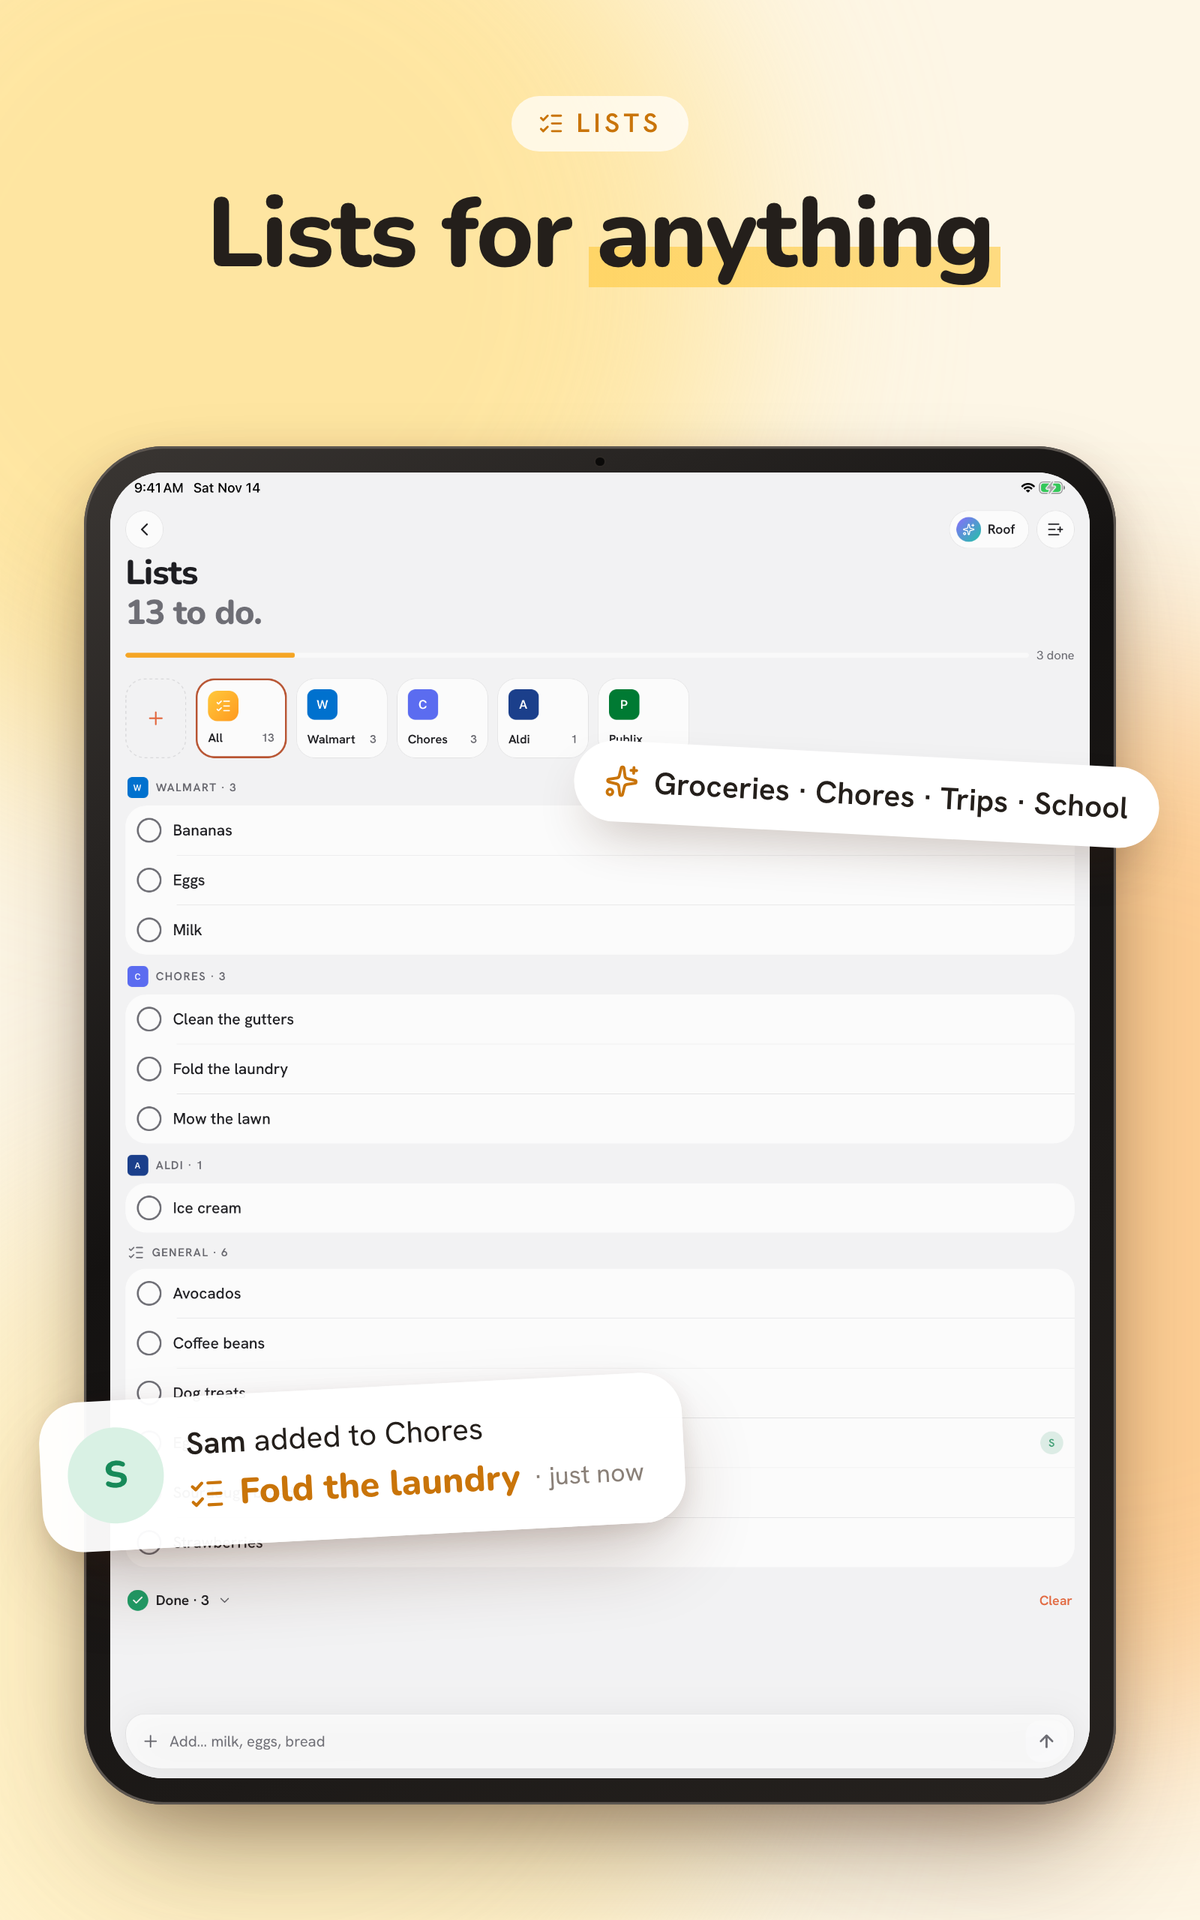 LISTS
Lists for anything
9:41 AM Sat Nov 14
Roof
Lists
13 to do.
3 done
W
C
A
P
All 13
Walmart 3
Chores 3
Aldi 1
Publix
Groceries · Chores · Trips · School
W WALMART · 3
Bananas
Eggs
Milk
C CHORES · 3
Clean the gutters
Fold the laundry
Mow the lawn
A ALDI · 1
Ice cream
GENERAL · 6
Avocados
Coffee beans
Dog treats
S
Sam added to Chores
S
Fold the laundry · just now
Strawberries
Done · 3
Clear
Add... milk, eggs, bread